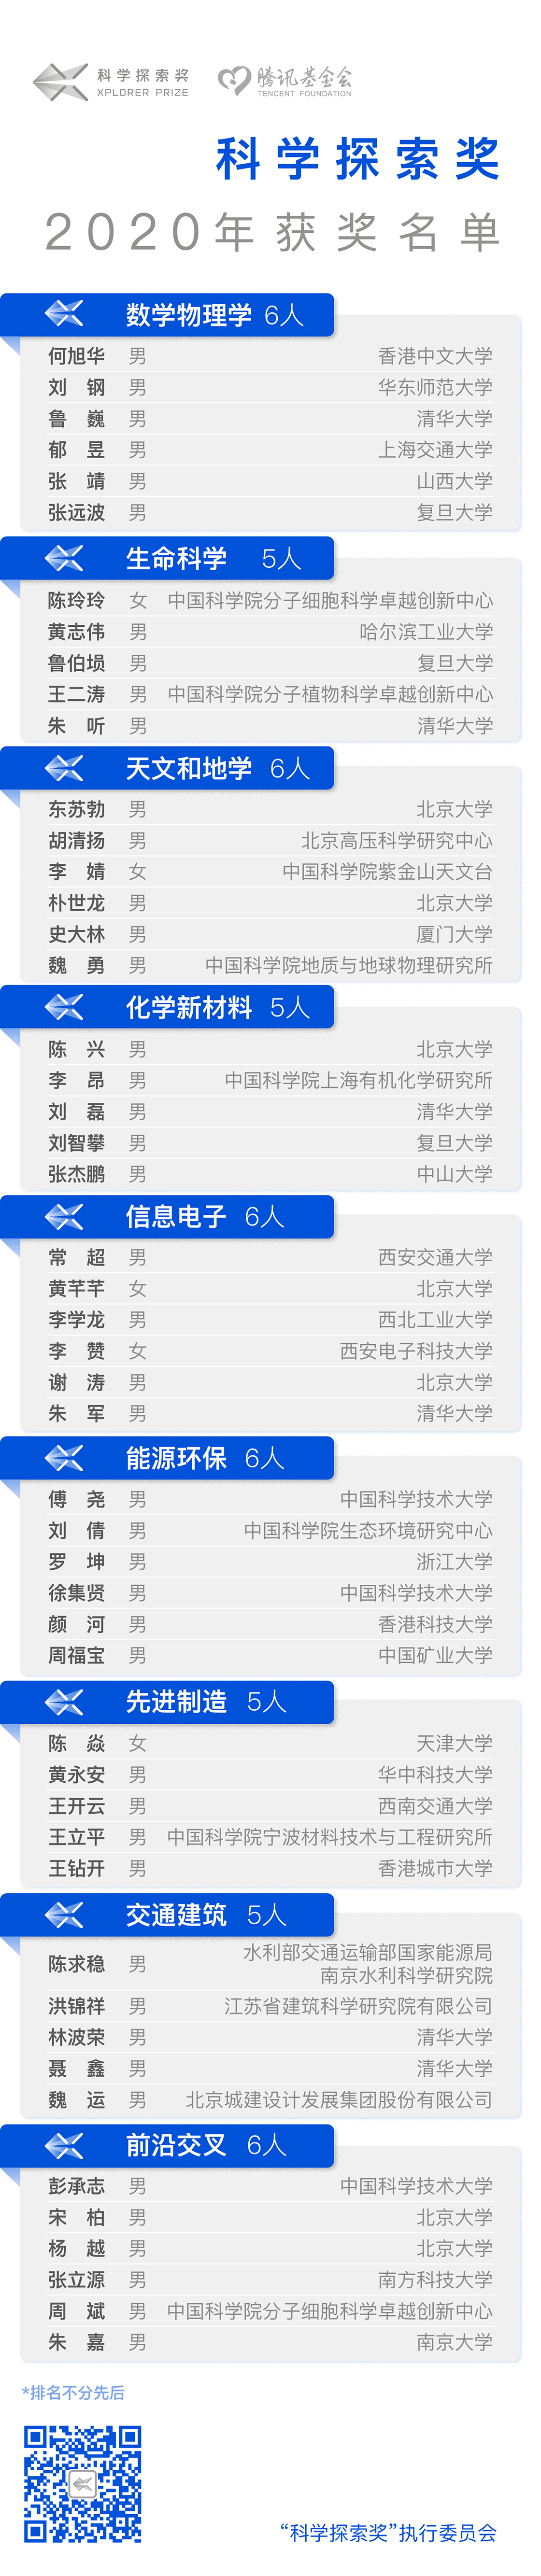 科学探索奖
XPLORER PRIZE
腾讯基金会
TENCENT FOUNDATION
科学探索奖
2020年获奖名单
数学物理学 6人
何旭华 男 香港中文大学
刘 钢 男 华东师范大学
鲁 巍 男 清华大学
郁 昱 男 上海交通大学
张 靖 男 山西大学
张远波 男 复旦大学
生命科学 5人
陈玲玲 女 中国科学院分子细胞科学卓越创新中心
黄志伟 男 哈尔滨工业大学
鲁伯埙 男 复旦大学
王二涛 男 中国科学院分子植物科学卓越创新中心
朱 听 男 清华大学
天文和地学 6人
东苏勃 男 北京大学
胡清扬 男 北京高压科学研究中心
李 婧 女 中国科学院紫金山天文台
朴世龙 男 北京大学
史大林 男 厦门大学
魏 勇 男 中国科学院地质与地球物理研究所
化学新材料 5人
陈 兴 男 北京大学
李 昂 男 中国科学院上海有机化学研究所
刘 磊 男 清华大学
刘智攀 男 复旦大学
张杰鹏 男 中山大学
信息电子 6人
常 超 男 西安交通大学
黄芊芊 女 北京大学
李学龙 男 西北工业大学
李 赞 女 西安电子科技大学
谢 涛 男 北京大学
朱 军 男 清华大学
能源环保 6人
傅 尧 男 中国科学技术大学
刘 倩 男 中国科学院生态环境研究中心
罗 坤 男 浙江大学
徐集贤 男 中国科学技术大学
颜 河 男 香港科技大学
周福宝 男 中国矿业大学
先进制造 5人
陈 焱 女 天津大学
黄永安 男 华中科技大学
王开云 男 西南交通大学
王立平 男 中国科学院宁波材料技术与工程研究所
王钻开 男 香港城市大学
交通建筑 5人
陈求稳 男 水利部交通运输部国家能源局
南京水利科学研究院
洪锦祥 男 江苏省建筑科学研究院有限公司
林波荣 男 清华大学
聂 鑫 男 清华大学
魏 运 男 北京城建设计发展集团股份有限公司
前沿交叉 6人
彭承志 男 中国科学技术大学
宋 柏 男 北京大学
杨 越 男 北京大学
张立源 男 南方科技大学
周 斌 男 中国科学院分子细胞科学卓越创新中心
朱 嘉 男 南京大学
*排名不分先后
“科学探索奖”执行委员会